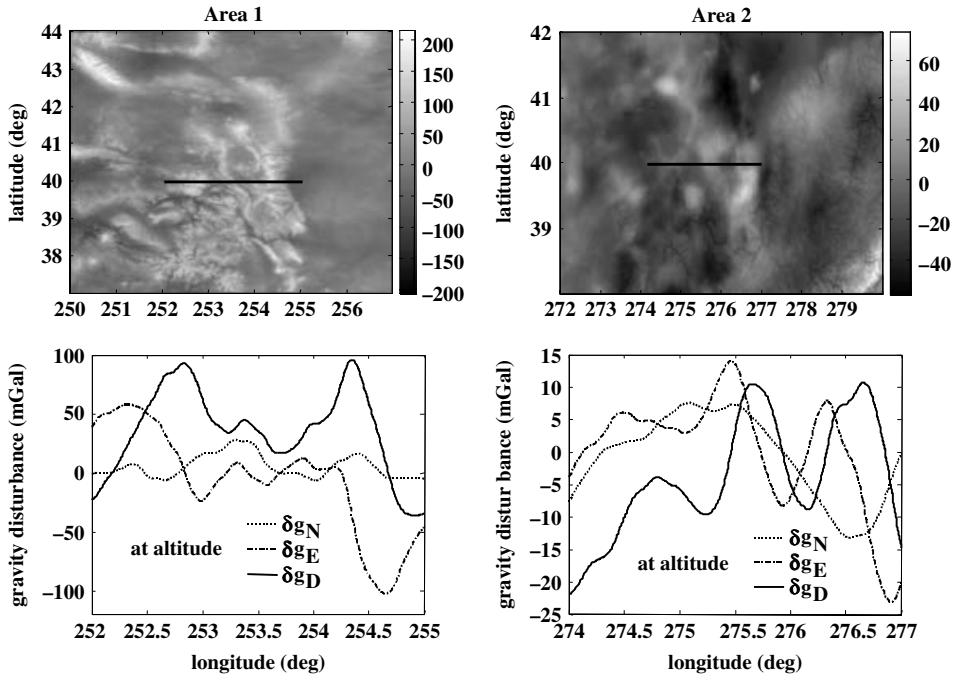 Area 1
44
43
42
41
40
39
38
latitude (deg)
250 251 252 253 254 255 256
200
150
100
50
0
−50
−100
−150
−200
Area 2
42
41
40
39
latitude (deg)
272 273 274 275 276 277 278 279
60
40
20
0
−20
−40
100
50
0
−50
−100
gravity disturbance (mGal)
at altitude
δgN
δgE
δgD
252 252.5 253 253.5 254 254.5 255
longitude (deg)
15
10
5
0
−5
−10
−15
−20
−25
gravity distur bance (mGal)
at altitude
δgN
δgE
δgD
274 274.5 275 275.5 276 276.5 277
longitude (deg)